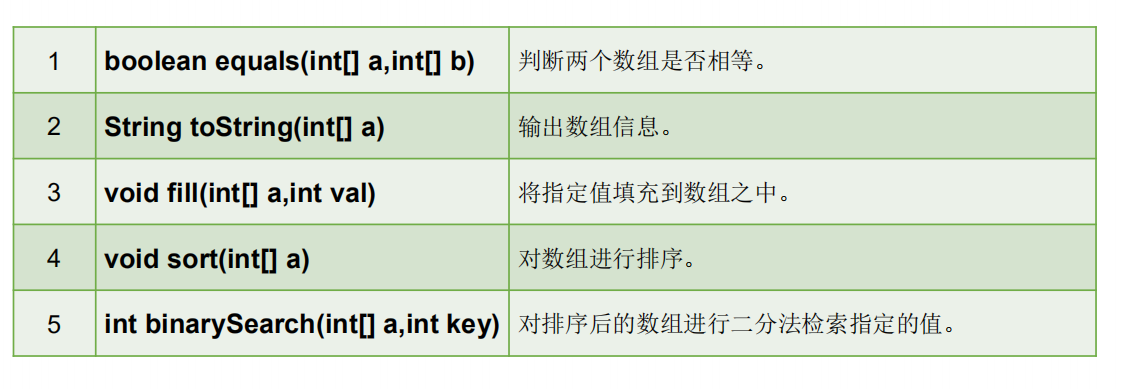 1 boolean equals(int[] a,int[] b) 判断两个数组是否相等。
2 String toString(int[] a) 输出数组信息。
3 void fill(int[] a,int val) 将指定值填充到数组之中。
4 void sort(int[] a) 对数组进行排序。
5 int binarySearch(int[] a,int key) 对排序后的数组进行二分法检索指定的值。